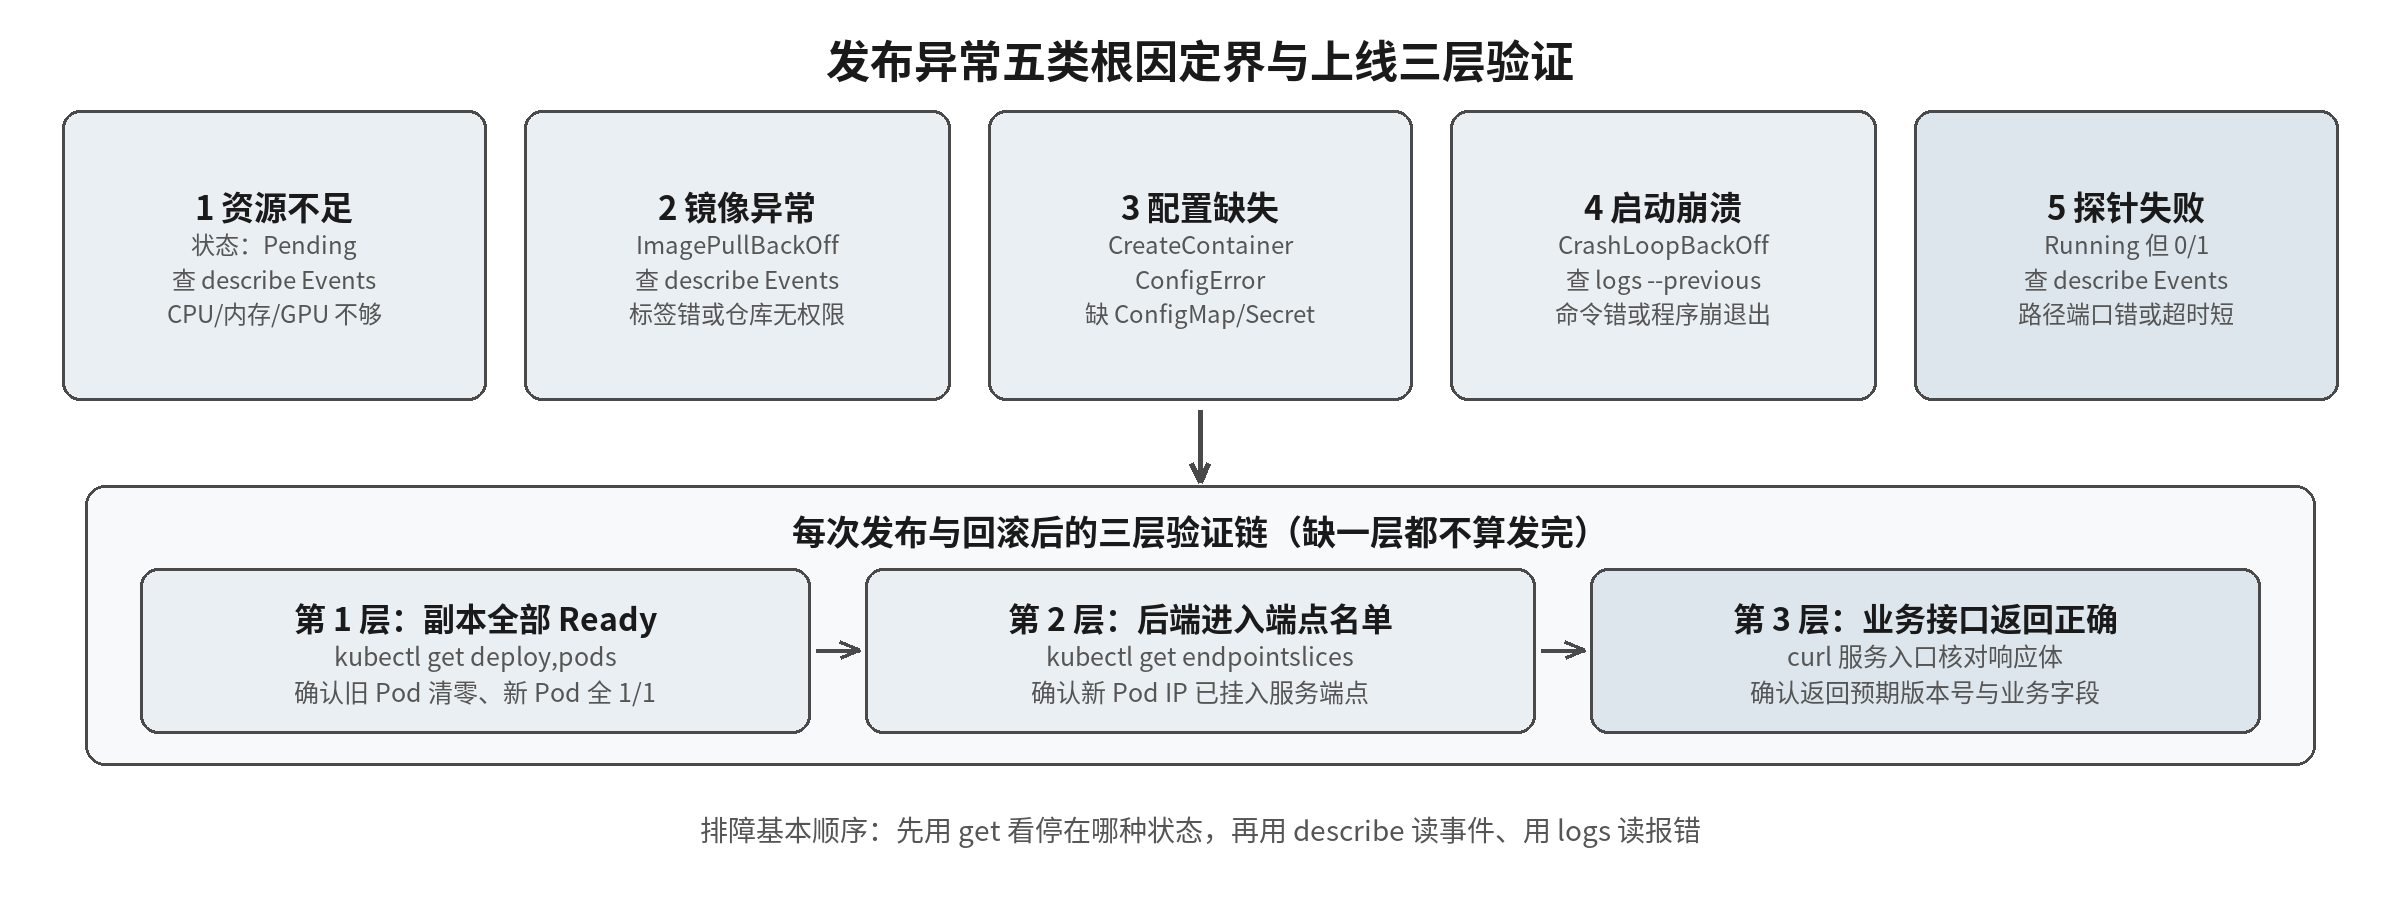 发布异常五类根因定界与上线三层验证
1 资源不足
状态：Pending
查 describe Events
CPU/内存/GPU 不够
2 镜像异常
ImagePullBackOff
查 describe Events
标签错或仓库无权限
3 配置缺失
CreateContainer
ConfigError
缺 ConfigMap/Secret
4 启动崩溃
CrashLoopBackOff
查 logs --previous
命令错或程序崩退出
5 探针失败
Running 但 0/1
查 describe Events
路径端口错或超时短
每次发布与回滚后的三层验证链（缺一层都不算发完）
第 1 层：副本全部 Ready
kubectl get deploy,pods
确认旧 Pod 清零、新 Pod 全 1/1
第 2 层：后端进入端点名单
kubectl get endpointslices
确认新 Pod IP 已挂入服务端点
第 3 层：业务接口返回正确
curl 服务入口核对响应体
确认返回预期版本号与业务字段
排障基本顺序：先用 get 看停在哪种状态，再用 describe 读事件、用 logs 读报错